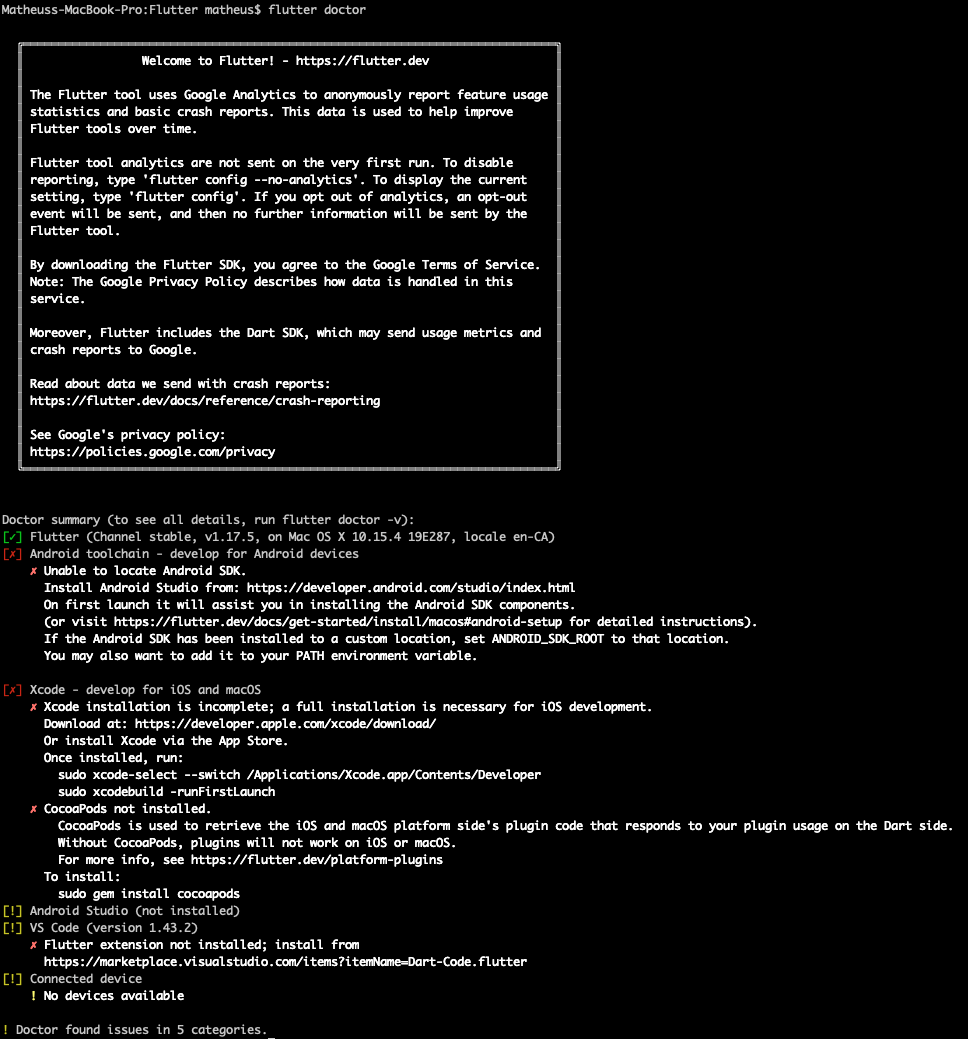 Matheuss-MacBook-Pro:Flutter matheus$ flutter doctor
Welcome to Flutter! - https://flutter.dev
The Flutter tool uses Google Analytics to anonymously report feature usage
statistics and basic crash reports. This data is used to help improve
Flutter tools over time.
Flutter tool analytics are not sent on the very first run. To disable
reporting, type 'flutter config --no-analytics'. To display the current
setting, type 'flutter config'. If you opt out of analytics, an opt-out
event will be sent, and then no further information will be sent by the
Flutter tool.
By downloading the Flutter SDK, you agree to the Google Terms of Service.
Note: The Google Privacy Policy describes how data is handled in this
service.
Moreover, Flutter includes the Dart SDK, which may send usage metrics and
crash reports to Google.
Read about data we send with crash reports:
https://flutter.dev/docs/reference/crash-reporting
See Google's privacy policy:
https://policies.google.com/privacy
Doctor summary (to see all details, run flutter doctor -v):
[✓] Flutter (Channel stable, v1.17.5, on Mac OS X 10.15.4 19E287, locale en-CA)
[✗] Android toolchain - develop for Android devices
✗ Unable to locate Android SDK.
Install Android Studio from: https://developer.android.com/studio/index.html
On first launch it will assist you in installing the Android SDK components.
(or visit https://flutter.dev/docs/get-started/install/macos#android-setup for detailed instructions).
If the Android SDK has been installed to a custom location, set ANDROID_SDK_ROOT to that location.
You may also want to add it to your PATH environment variable.
[✗] Xcode - develop for iOS and macOS
✗ Xcode installation is incomplete; a full installation is necessary for iOS development.
Download at: https://developer.apple.com/xcode/download/
Or install Xcode via the App Store.
Once installed, run:
sudo xcode-select --switch /Applications/Xcode.app/Contents/Developer
sudo xcodebuild -runFirstLaunch
✗ CocoaPods not installed.
CocoaPods is used to retrieve the iOS and macOS platform side's plugin code that responds to your plugin usage on the Dart side.
Without CocoaPods, plugins will not work on iOS or macOS.
For more info, see https://flutter.dev/platform-plugins
To install:
sudo gem install cocoapods
[!] Android Studio (not installed)
[!] VS Code (version 1.43.2)
✗ Flutter extension not installed; install from
https://marketplace.visualstudio.com/items?itemName=Dart-Code.flutter
[!] Connected device
! No devices available
! Doctor found issues in 5 categories.